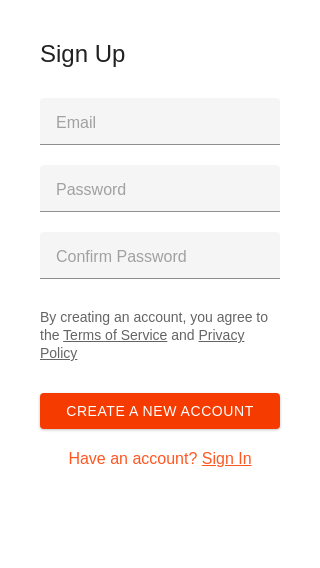 Sign Up
Email
Password
Confirm Password
By creating an account, you agree to
the Terms of Service and Privacy
Policy
CREATE A NEW ACCOUNT
Have an account? Sign In